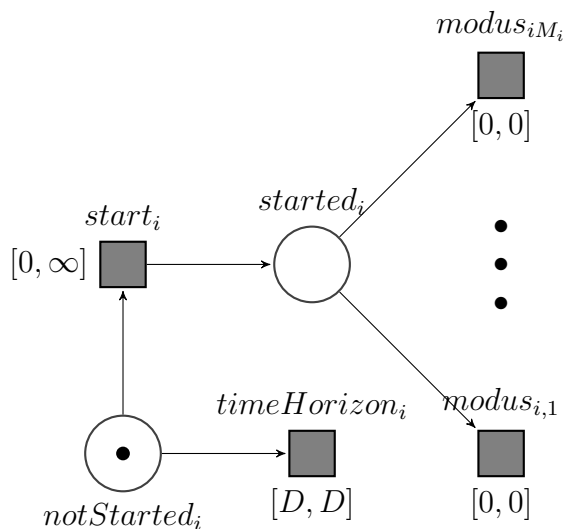 modus_{iM_i}
[0, 0]
started_i
start_i
[0, ∞]
timeHorizon_i
modus_{i,1}
notStarted_i
[D, D]
[0, 0]